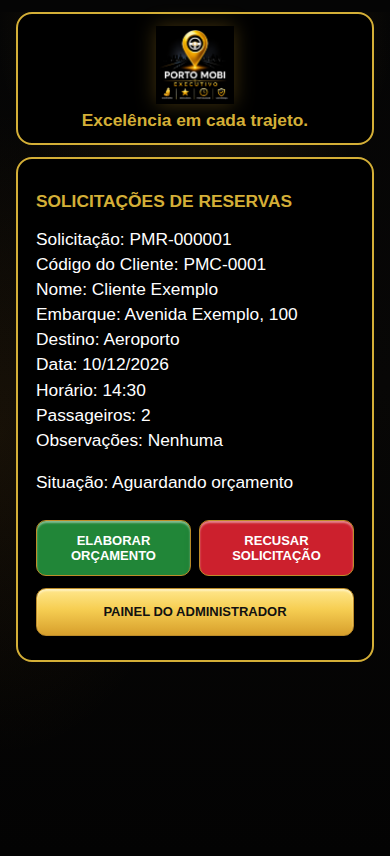 PORTO MOBI
EXECUTIVO
Excelência em cada trajeto.
SOLICITAÇÕES DE RESERVAS
Solicitação: PMR-000001
Código do Cliente: PMC-0001
Nome: Cliente Exemplo
Embarque: Avenida Exemplo, 100
Destino: Aeroporto
Data: 10/12/2026
Horário: 14:30
Passageiros: 2
Observações: Nenhuma
Situação: Aguardando orçamento
ELABORAR
ORÇAMENTO
RECUSAR
SOLICITAÇÃO
PAINEL DO ADMINISTRADOR